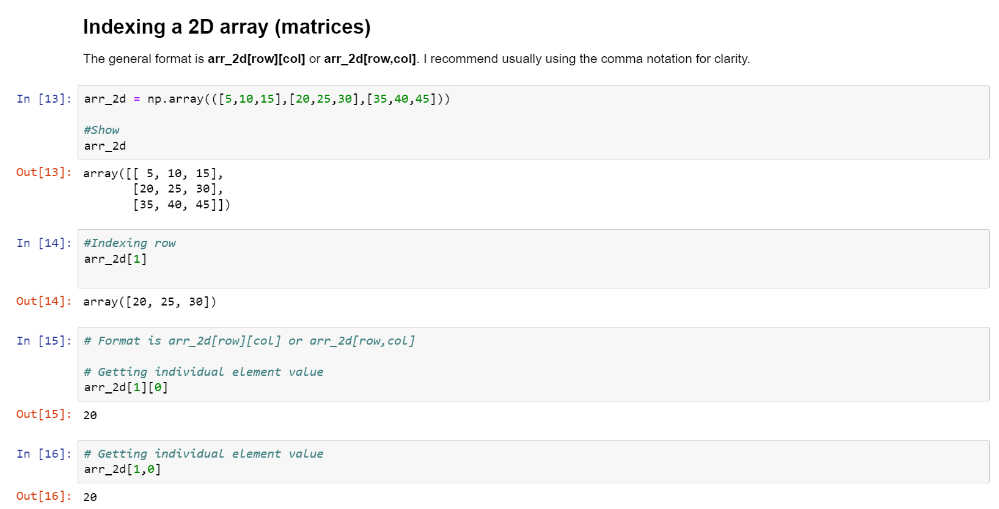 Indexing a 2D array (matrices)
The general format is arr_2d[row][col] or arr_2d[row,col]. I recommend usually using the comma notation for clarity.
In [13]: arr_2d = np.array(([5,10,15],[20,25,30],[35,40,45]))
#Show
arr_2d
Out[13]: array([[ 5, 10, 15],
[20, 25, 30],
[35, 40, 45]])
In [14]: #Indexing row
arr_2d[1]
Out[14]: array([20, 25, 30])
In [15]: # Format is arr_2d[row][col] or arr_2d[row,col]
# Getting individual element value
arr_2d[1][0]
Out[15]: 20
In [16]: # Getting individual element value
arr_2d[1,0]
Out[16]: 20